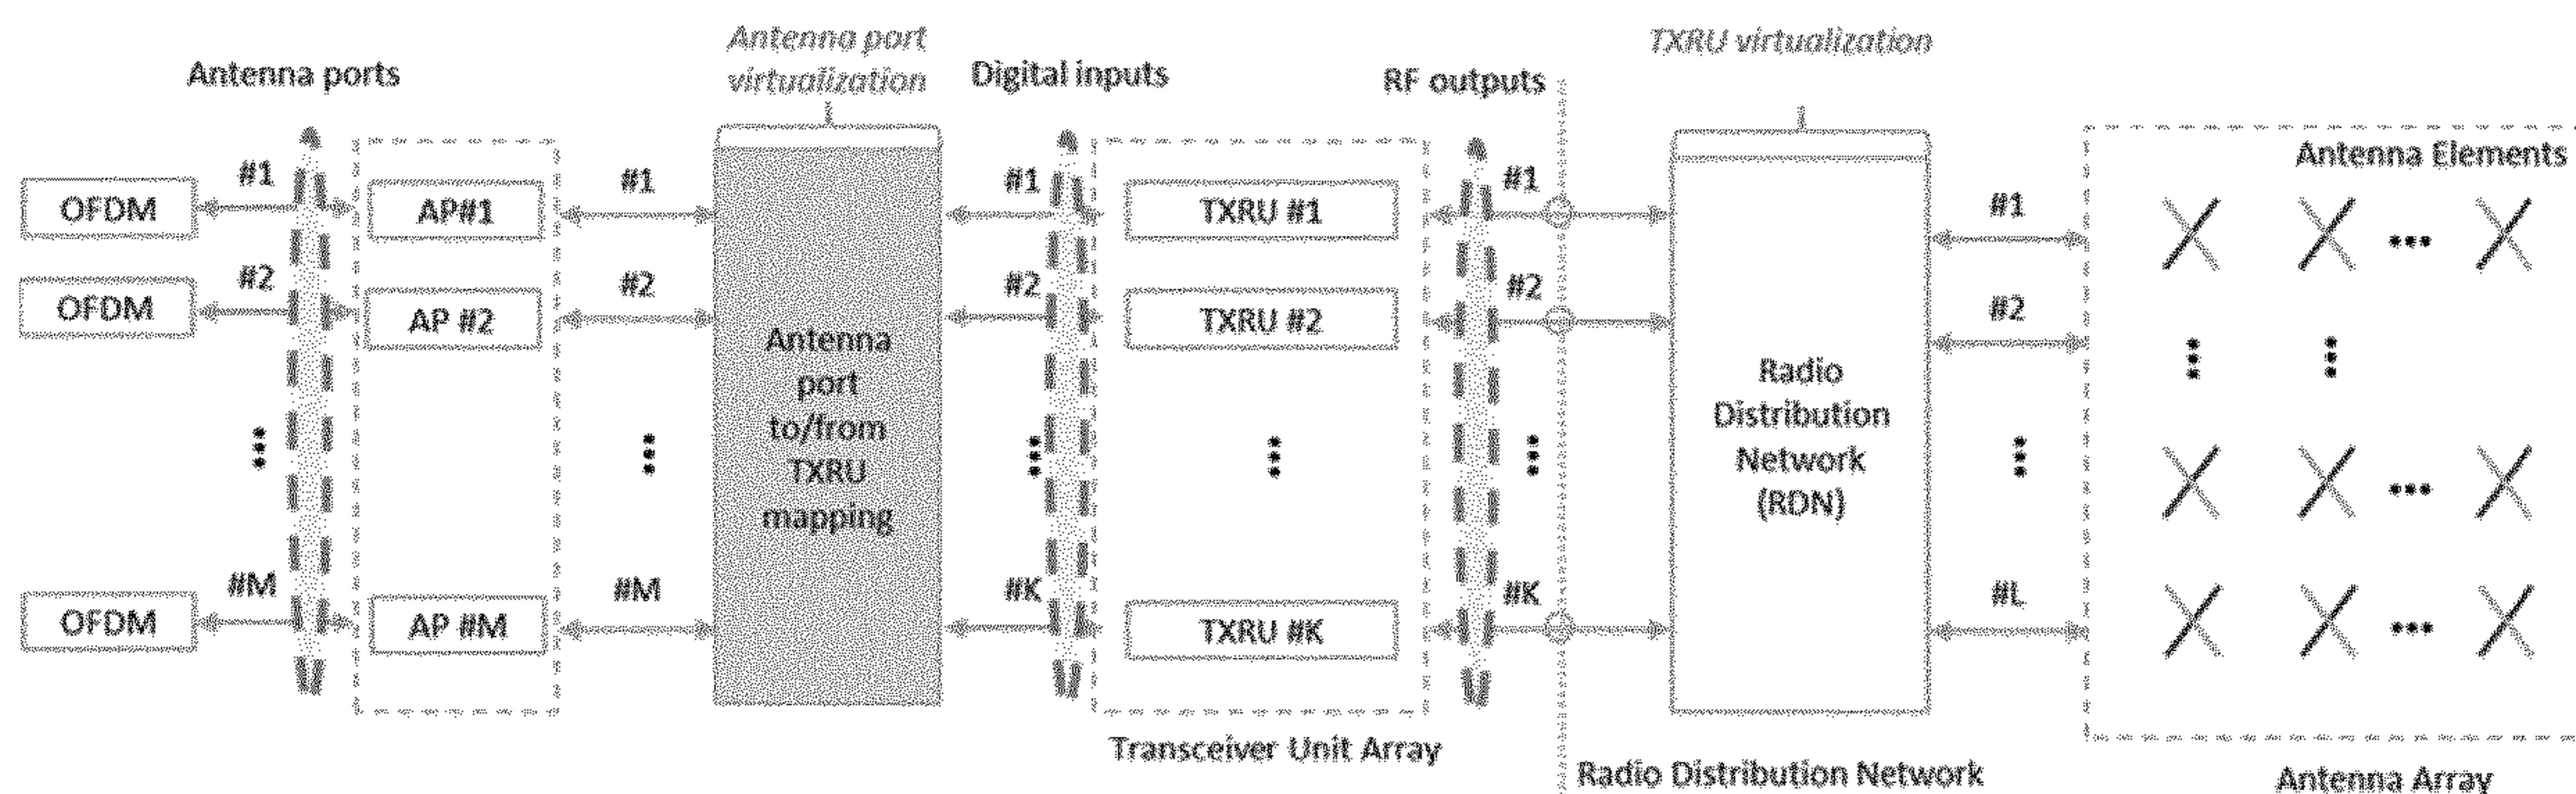 Antenna port
virtualization
TXRU virtualization
Antenna ports
Digital inputs
RF outputs
Antenna Elements
#1
#1
#1
#1
#1
OFDM
AP#1
TXRU #1
#2
#2
#2
#2
#2
OFDM
AP #2
TXRU #2
Antenna
port
to/from
TXRU
mapping
Radio
Distribution
Network
(RDN)
#M
#M
#K
#K
#L
OFDM
AP #M
TXRU #K
Transceiver Unit Array
Radio Distribution Network
Antenna Array